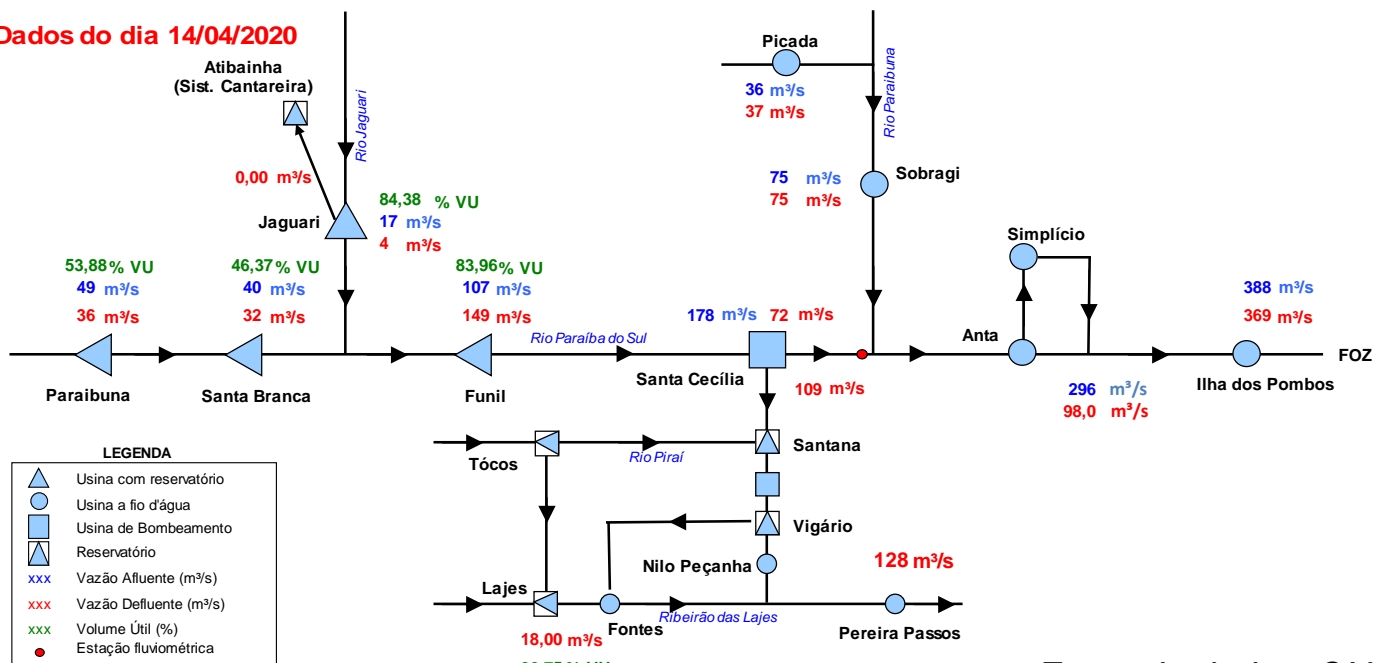 Dados do dia 14/04/2020
Atibainha
(Sist. Cantareira)
Rio Jaguari
0,00 m³/s
Jaguari
84,38 % VU
17 m³/s
4 m³/s
Picada
36 m³/s
37 m³/s
Rio Paraibuna
75 m³/s
75 m³/s
Sobragi
53,88% VU
49 m³/s
36 m³/s
Paraibuna
46,37% VU
40 m³/s
32 m³/s
Santa Branca
83,96% VU
107 m³/s
149 m³/s
Funil
Rio Paraíba do Sul
178 m³/s 72 m³/s
Santa Cecília
109 m³/s
Simplício
Anta
296 m³/s
98,0 m³/s
388 m³/s
369 m³/s
Ilha dos Pombos
FOZ
Tócos
Rio Piraí
Santana
Vigário
Nilo Peçanha
128 m³/s
Lajes
18,00 m³/s
Fontes
Ribeirão das Lajes
Pereira Passos
LEGENDA
Usina com reservatório
Usina a fio d'água
Usina de Bombeamento
Reservatório
xxx Vazão Afluente (m³/s)
xxx Vazão Defluente (m³/s)
xxx Volume Útil (%)
Estação fluviométrica